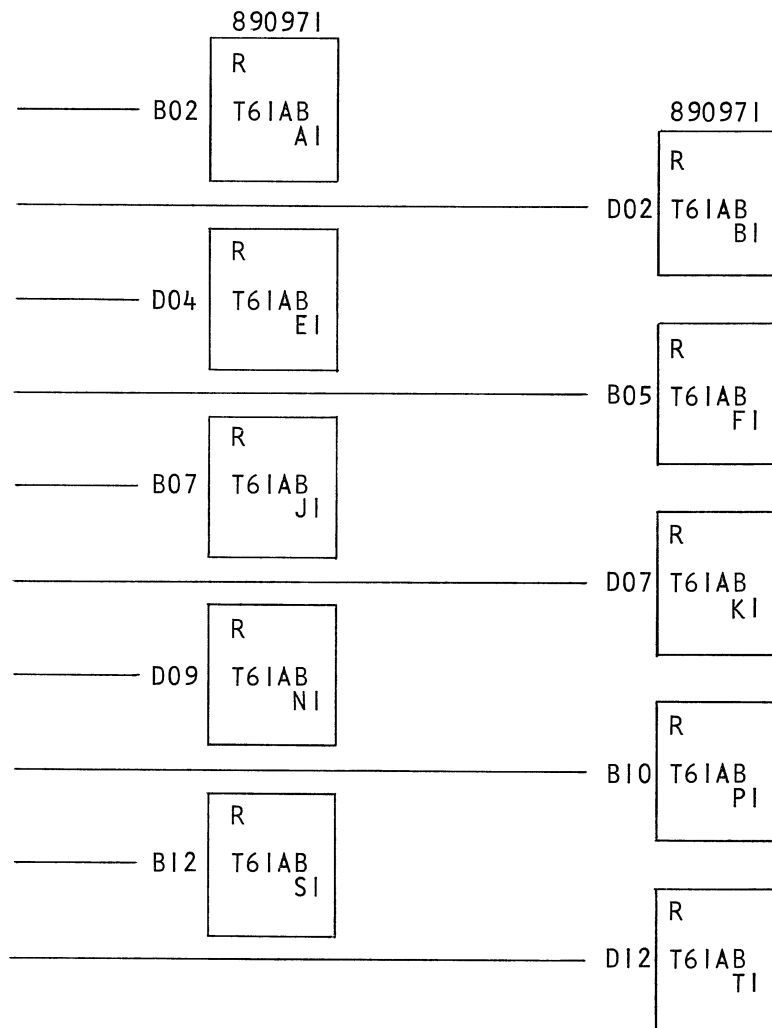 890971
R
B02 T61AB
A1
890971
R
D02 T61AB
B1
R
D04 T61AB
E1
R
B05 T61AB
F1
R
B07 T61AB
J1
R
D07 T61AB
K1
R
D09 T61AB
N1
R
B10 T61AB
P1
R
B12 T61AB
S1
R
D12 T61AB
T1